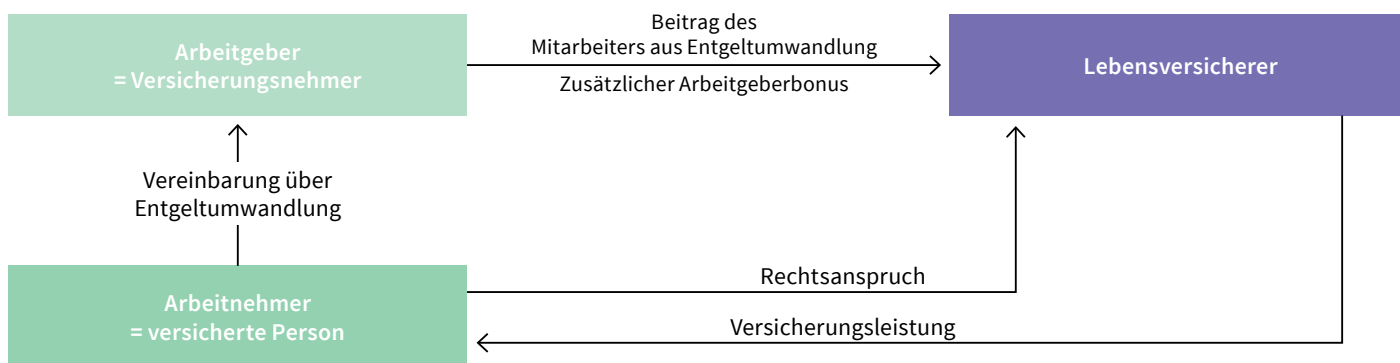 Arbeitgeber
= Versicherungsnehmer
Beitrag des
Mitarbeiters aus Entgeltumwandlung
Zusätzlicher Arbeitgeberbonus
Lebensversicherer
Vereinbarung über
Entgeltumwandlung
Arbeitnehmer
= versicherte Person
Rechtsanspruch
Versicherungsleistung